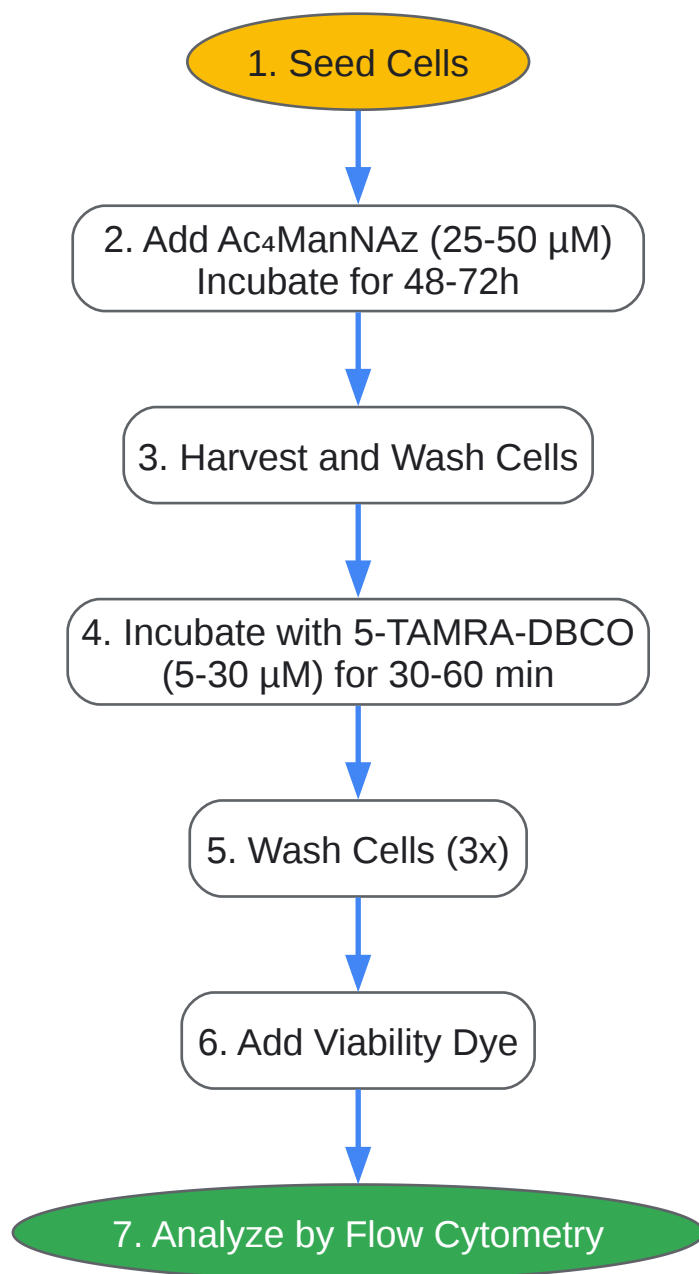 1. Seed Cells
2. Add Ac₄ManNAz (25-50 µM)
Incubate for 48-72h
3. Harvest and Wash Cells
4. Incubate with 5-TAMRA-DBCO
(5-30 µM) for 30-60 min
5. Wash Cells (3x)
6. Add Viability Dye
7. Analyze by Flow Cytometry